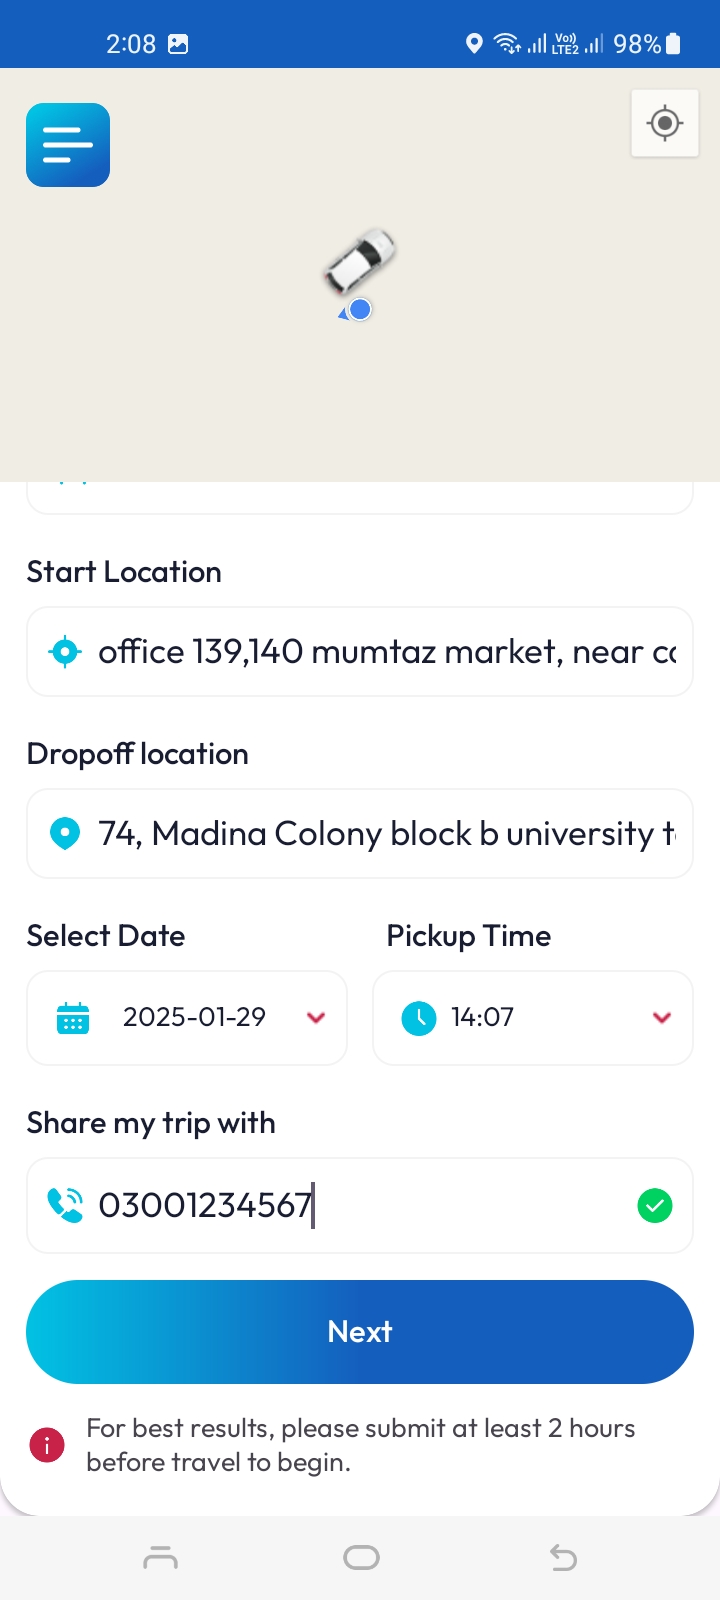 2:08 Vo)) LTE2 98%
Start Location
office 139,140 mumtaz market, near
Dropoff location
74, Madina Colony block b university
Select Date Pickup Time
2025-01-29 14:07
Share my trip with
03001234567
Next
For best results, please submit at least 2 hours
before travel to begin.